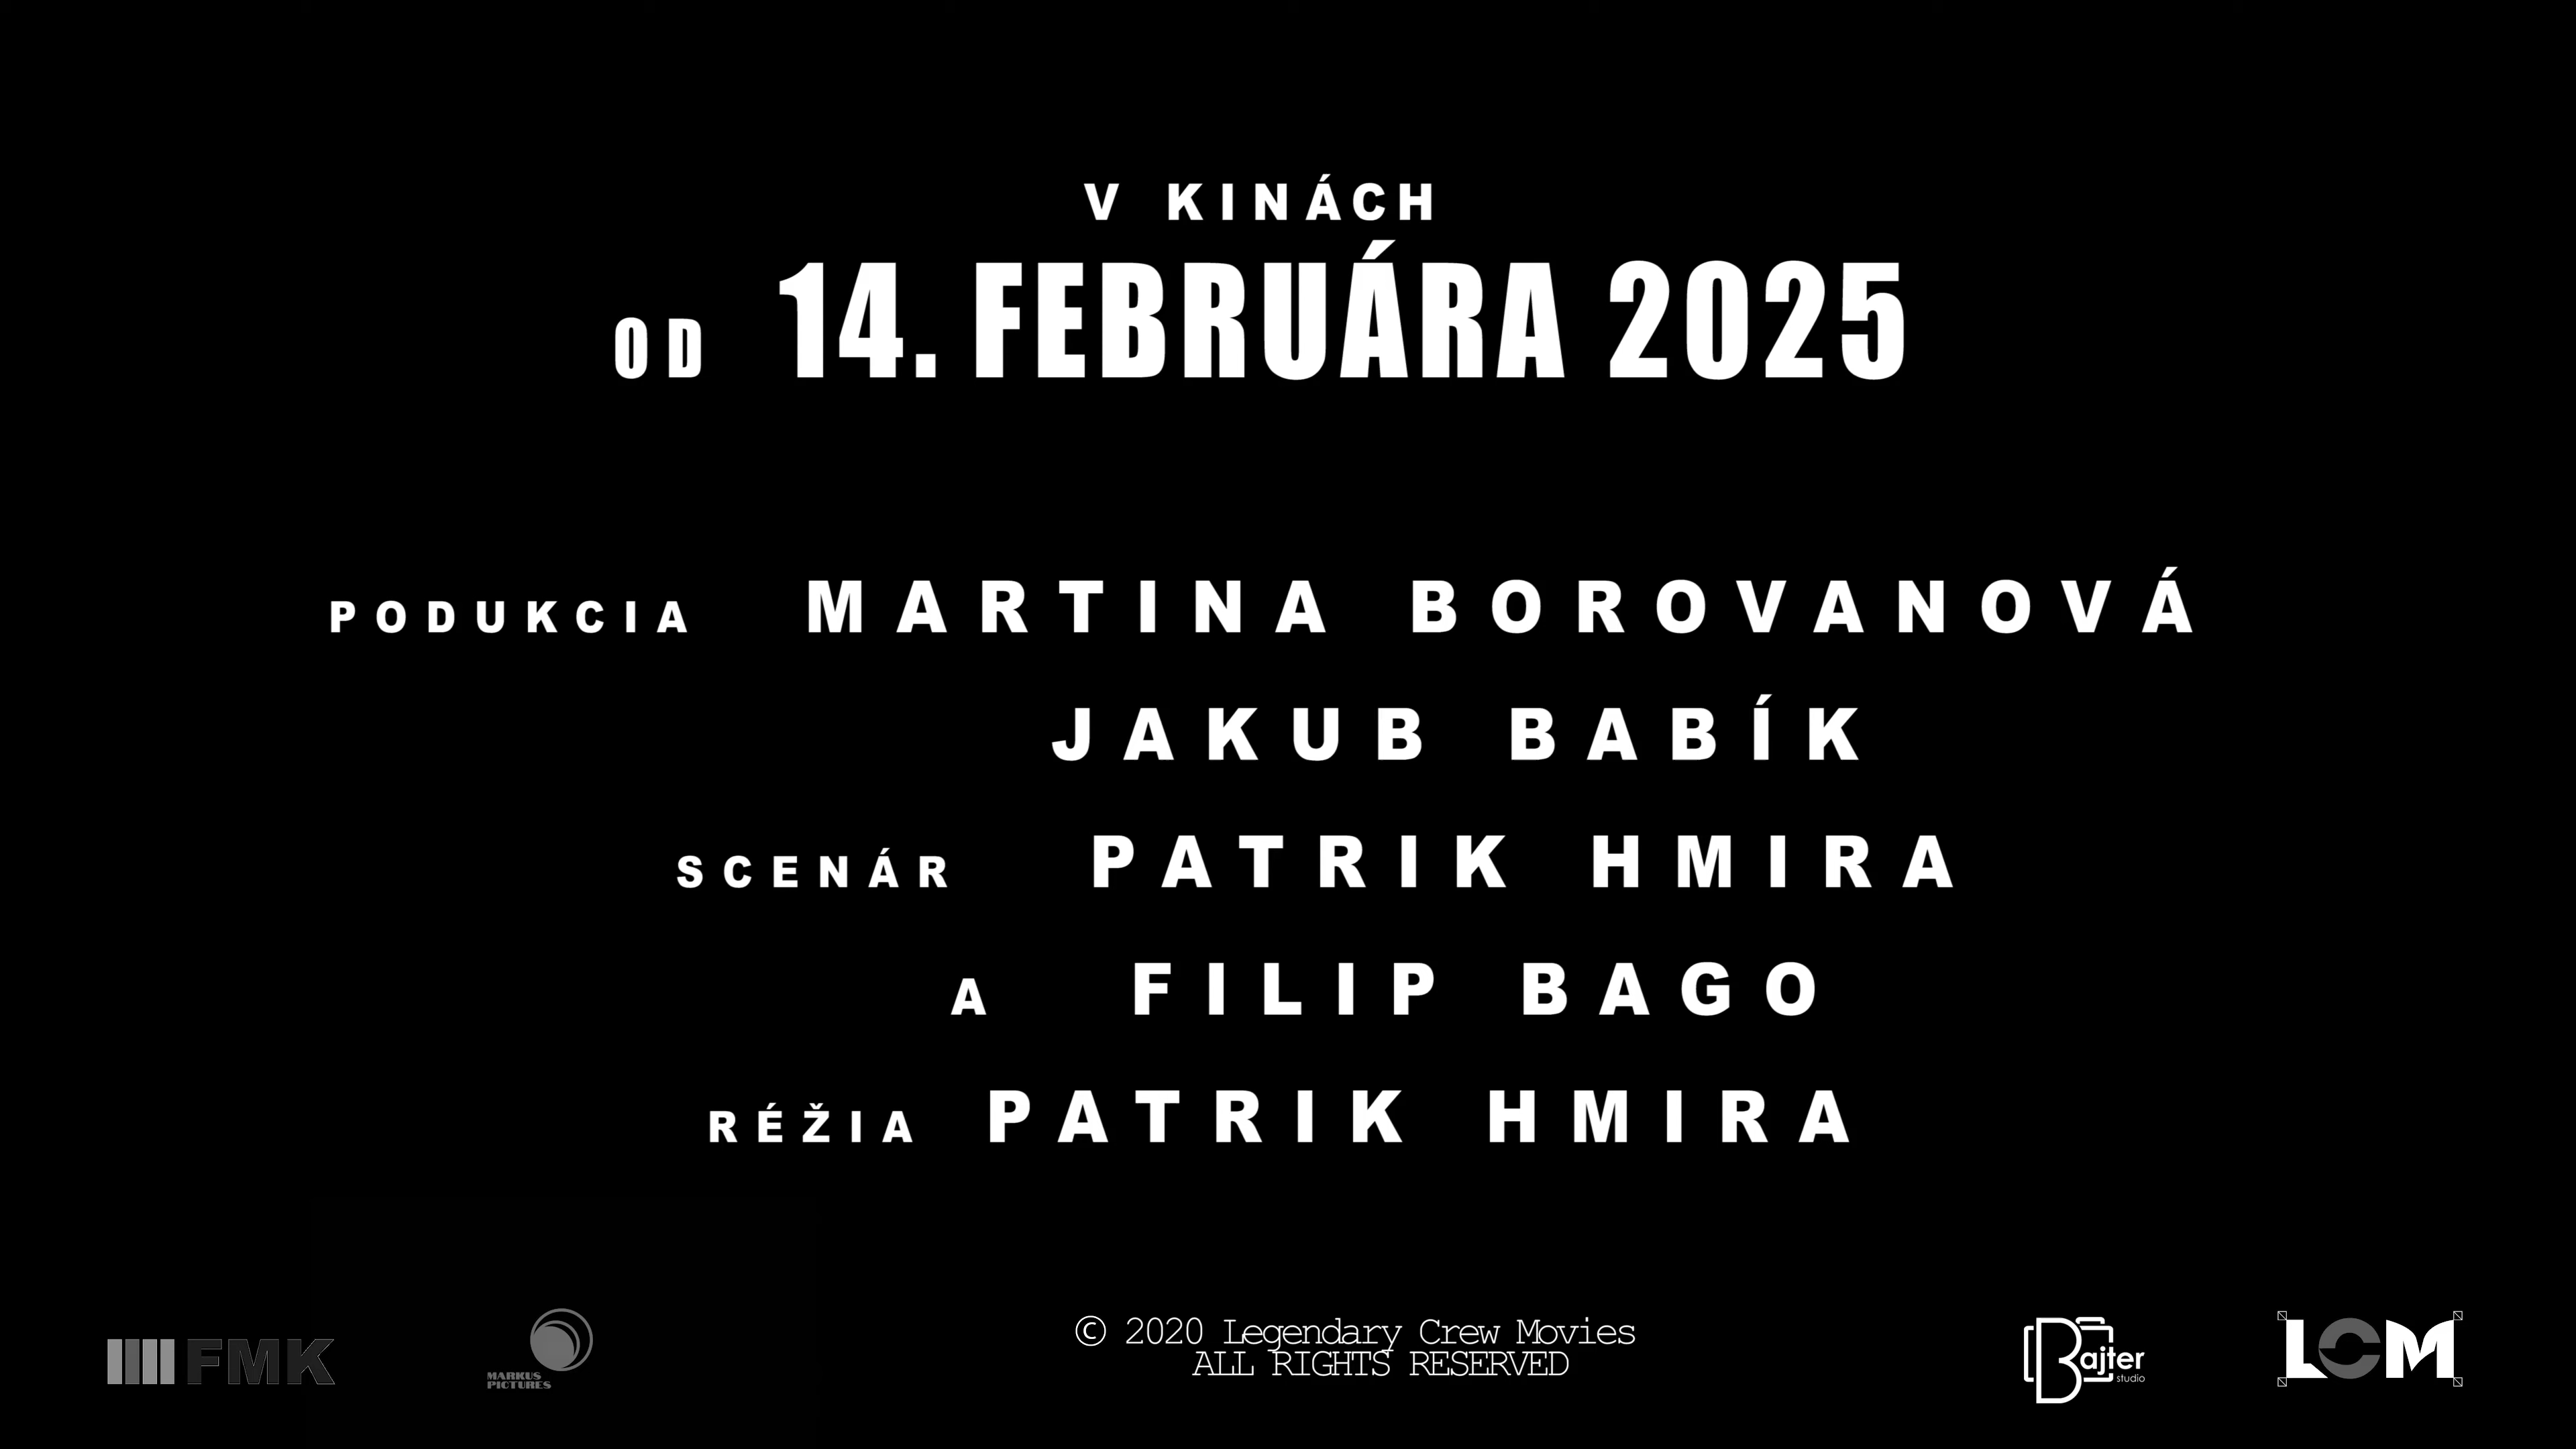 V KINÁCH
OD 14. FEBRUÁRA 2025
PODUKCIA MARTINA BOROVANOVÁ
JAKUB BABÍK
SCENÁR PATRIK HMIRA
A FILIP BAGO
RÉŽIA PATRIK HMIRA
FMK
MARKUS
PICTURES
© 2020 Legendary Crew Movies
ALL RIGHTS RESERVED
Bajter
studio
LCM